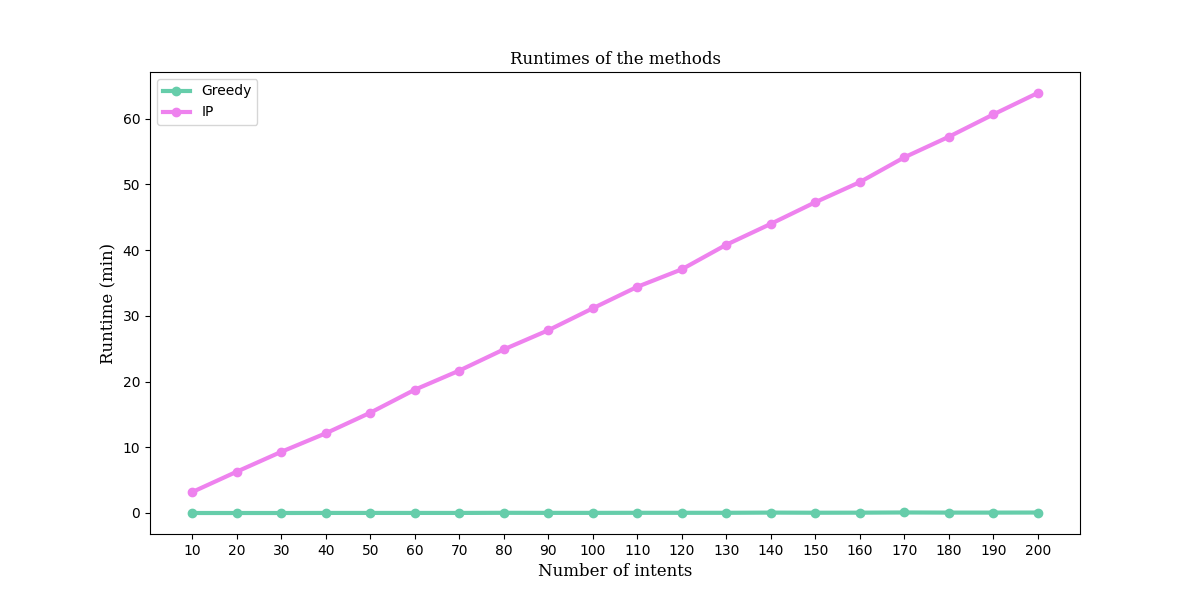 Runtimes of the methods
Greedy
IP
Runtime (min)
60
50
40
30
20
10
0
10 20 30 40 50 60 70 80 90 100 110 120 130 140 150 160 170 180 190 200
Number of intents